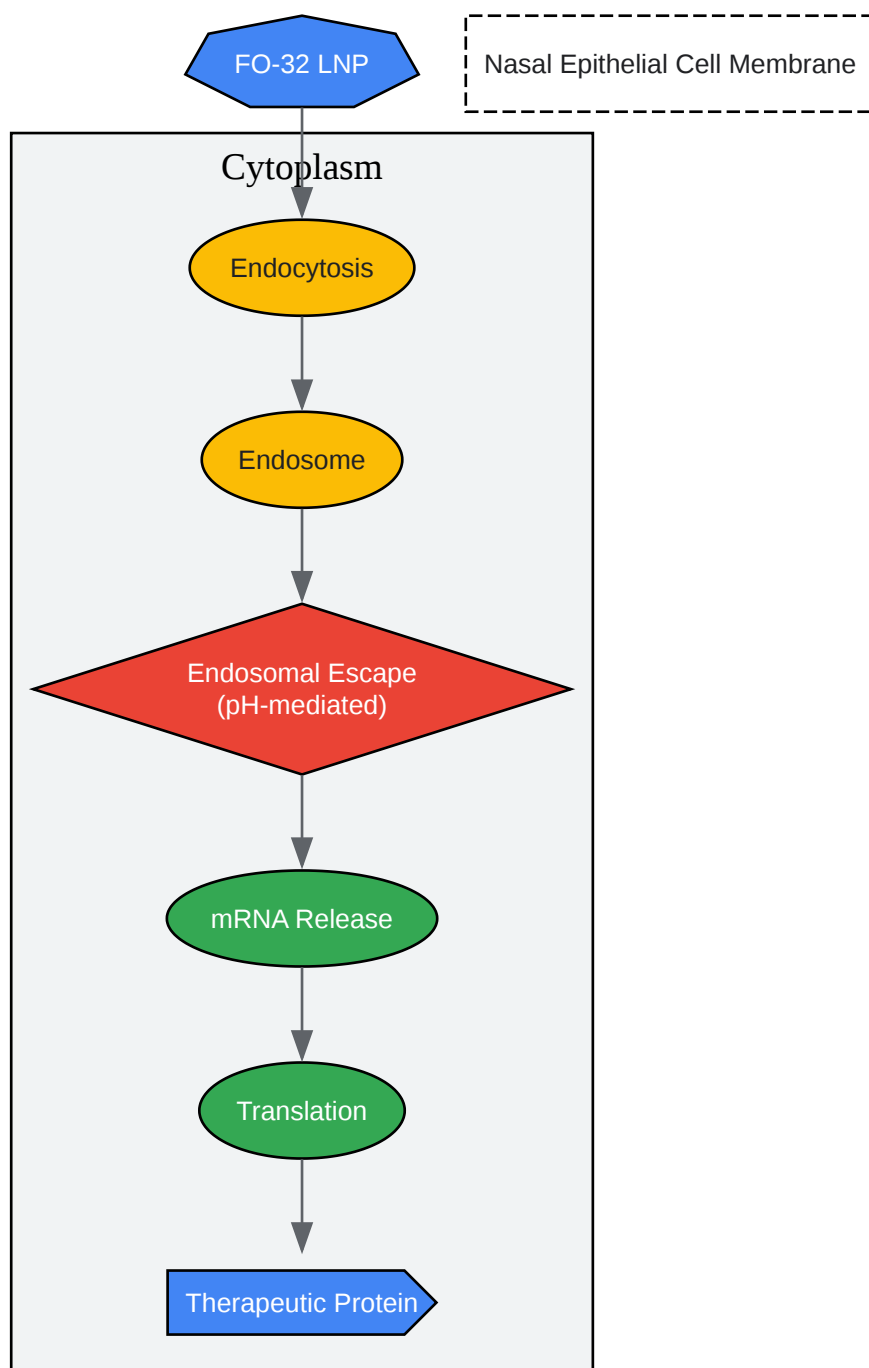 FO-32 LNP
Nasal Epithelial Cell Membrane
Cytoplasm
Endocytosis
Endosome
Endosomal Escape
(pH-mediated)
mRNA Release
Translation
Therapeutic Protein